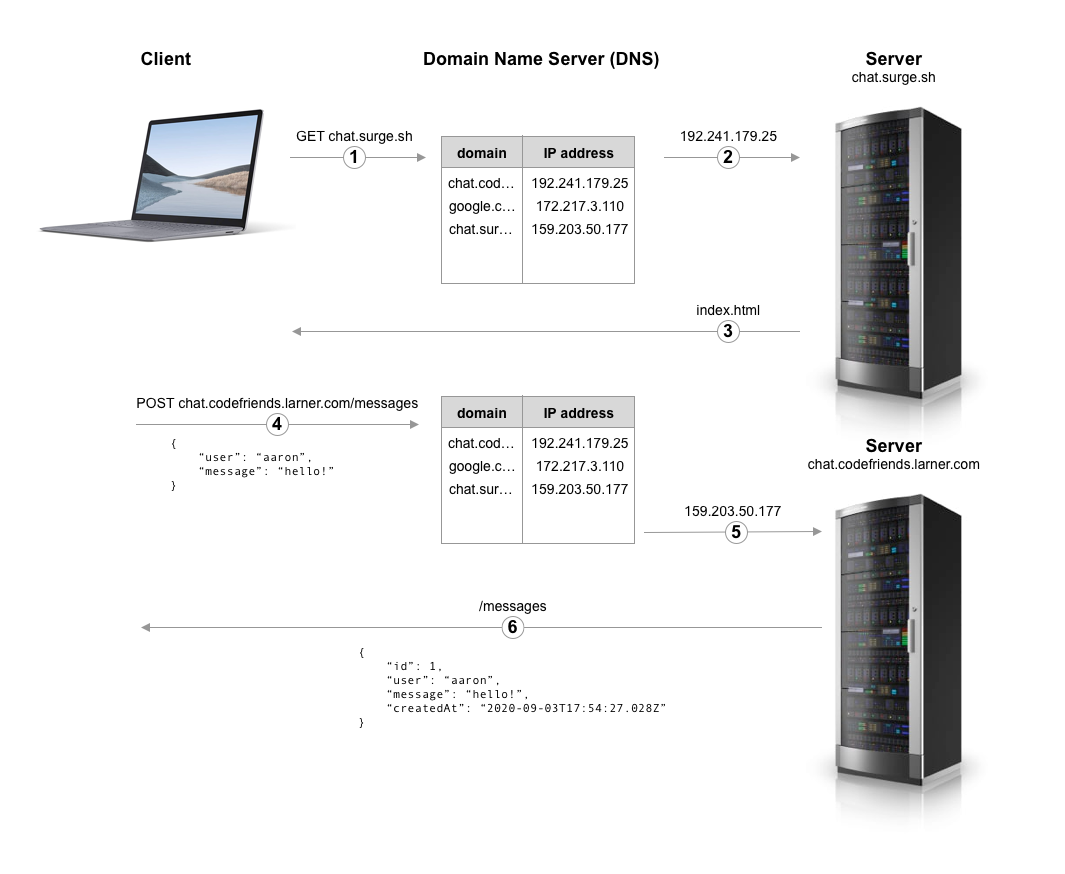 Client
Domain Name Server (DNS)
Server
chat.surge.sh
GET chat.surge.sh
1
192.241.179.25
2
domain IP address
chat.cod… 192.241.179.25
google.c… 172.217.3.110
chat.sur… 159.203.50.177
index.html
3
POST chat.codefriends.larner.com/messages
4
{
“user”: “aaron”,
“message”: “hello!”
}
domain IP address
chat.cod… 192.241.179.25
google.c… 172.217.3.110
chat.sur… 159.203.50.177
Server
chat.codefriends.larner.com
159.203.50.177
5
/messages
6
{
“id”: 1,
“user”: “aaron”,
“message”: “hello!”,
“createdAt”: “2020-09-03T17:54:27.028Z”
}